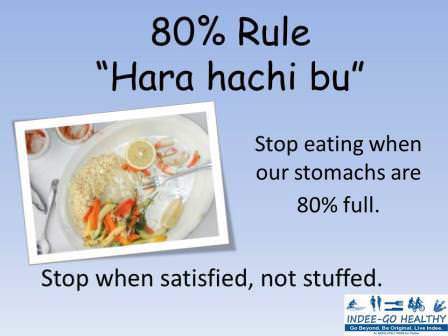 80% Rule
“Hara hachi bu”
Stop eating when
our stomachs are
80% full.
Stop when satisfied, not stuffed.
INDEE-GO HEALTHY
Go Beyond. Be Original. Live Indee.